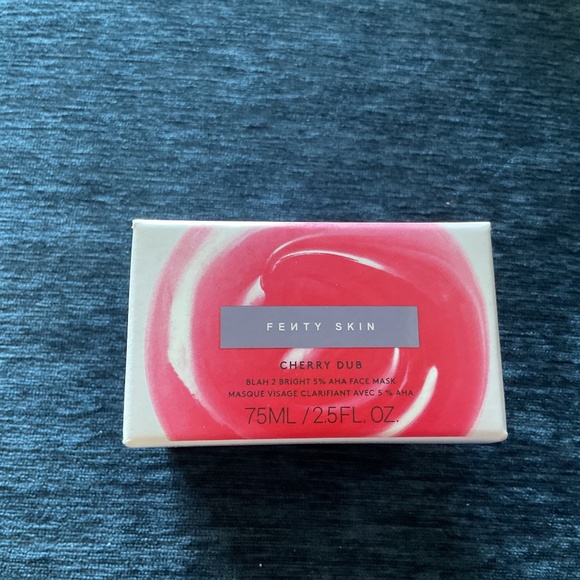 FEИTY SKIN
CHERRY DUB
BLAH 2 BRIGHT 5% AHA FACE MASK
MASQUE VISAGE CLARIFIANT AVEC 5 % AHA
75ML / 2.5FL. OZ.